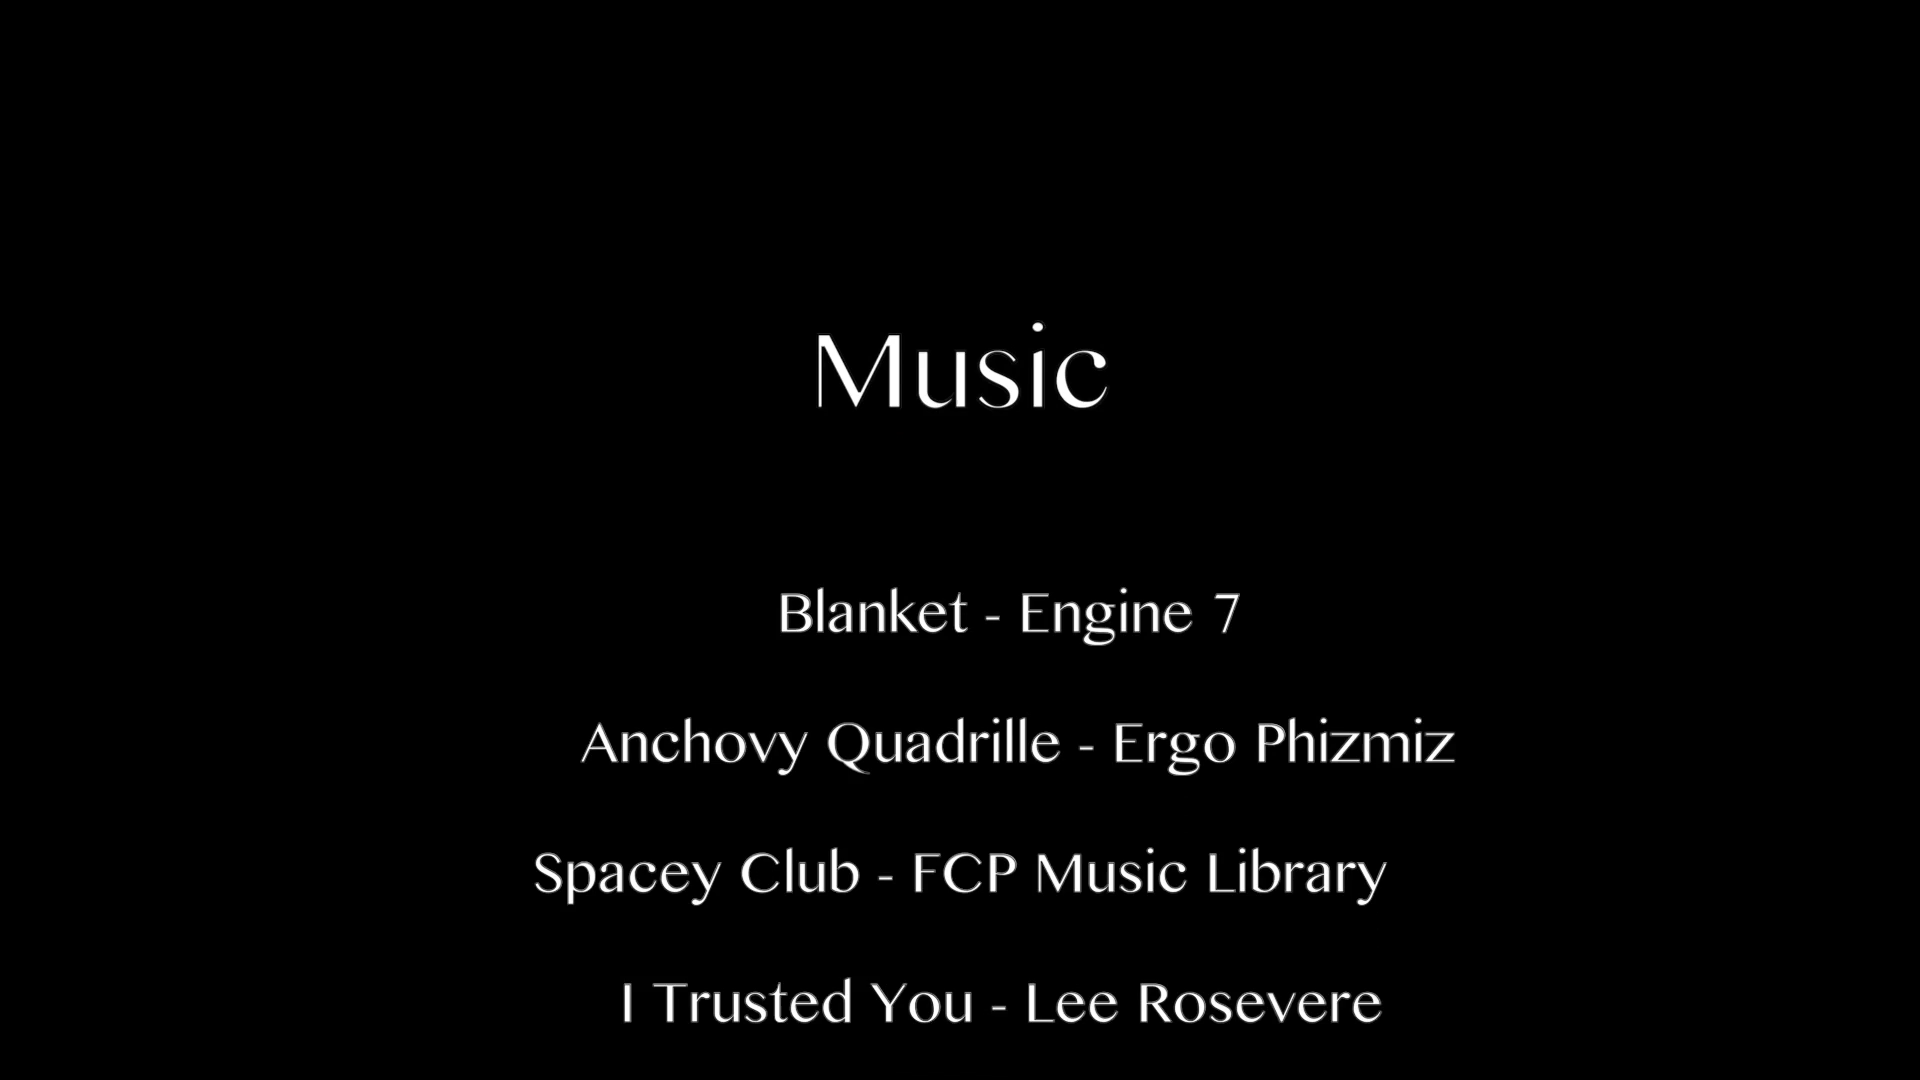 Music
Blanket - Engine 7
Anchovy Quadrille - Ergo Phizmiz
Spacey Club - FCP Music Library
I Trusted You - Lee Rosevere